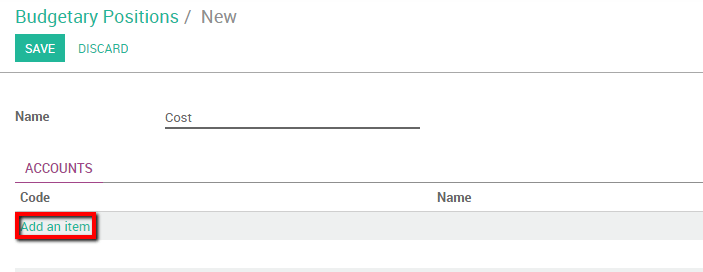 Budgetary Positions / New
SAVE DISCARD
Name Cost
ACCOUNTS
Code Name
Add an item